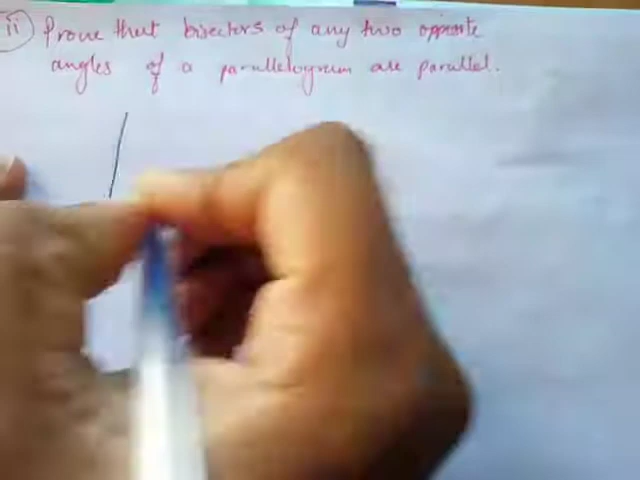 ii) Prove that bisectors of any two opposite
angles of a parallelogram are parallel.